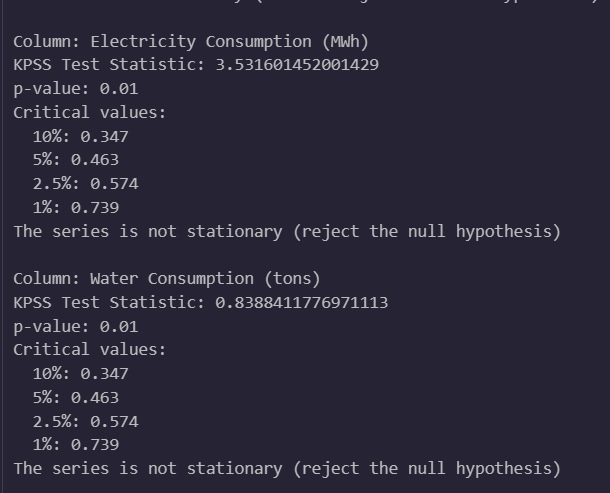 Column: Electricity Consumption (MWh)
KPSS Test Statistic: 3.531601452001429
p-value: 0.01
Critical values:
  10%: 0.347
  5%: 0.463
  2.5%: 0.574
  1%: 0.739
The series is not stationary (reject the null hypothesis)

Column: Water Consumption (tons)
KPSS Test Statistic: 0.8388411776971113
p-value: 0.01
Critical values:
  10%: 0.347
  5%: 0.463
  2.5%: 0.574
  1%: 0.739
The series is not stationary (reject the null hypothesis)